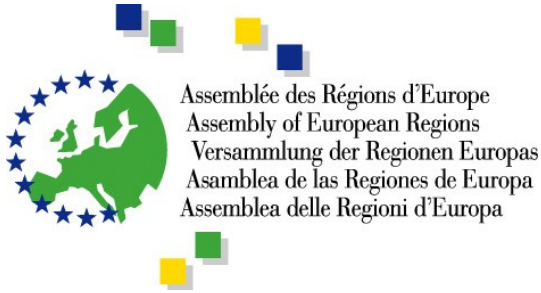 Assemblée des Régions d'Europe
Assembly of European Regions
Versammlung der Regionen Europas
Asamblea de las Regiones de Europa
Assemblea delle Regioni d'Europa